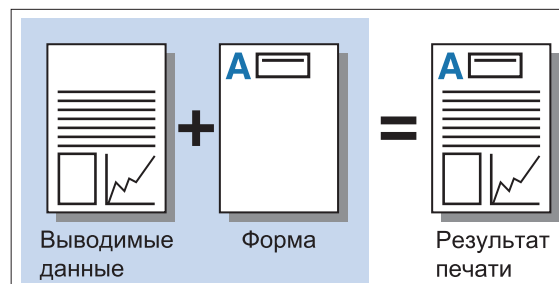 A
A
Выводимые
данные
Форма
Результат
печати